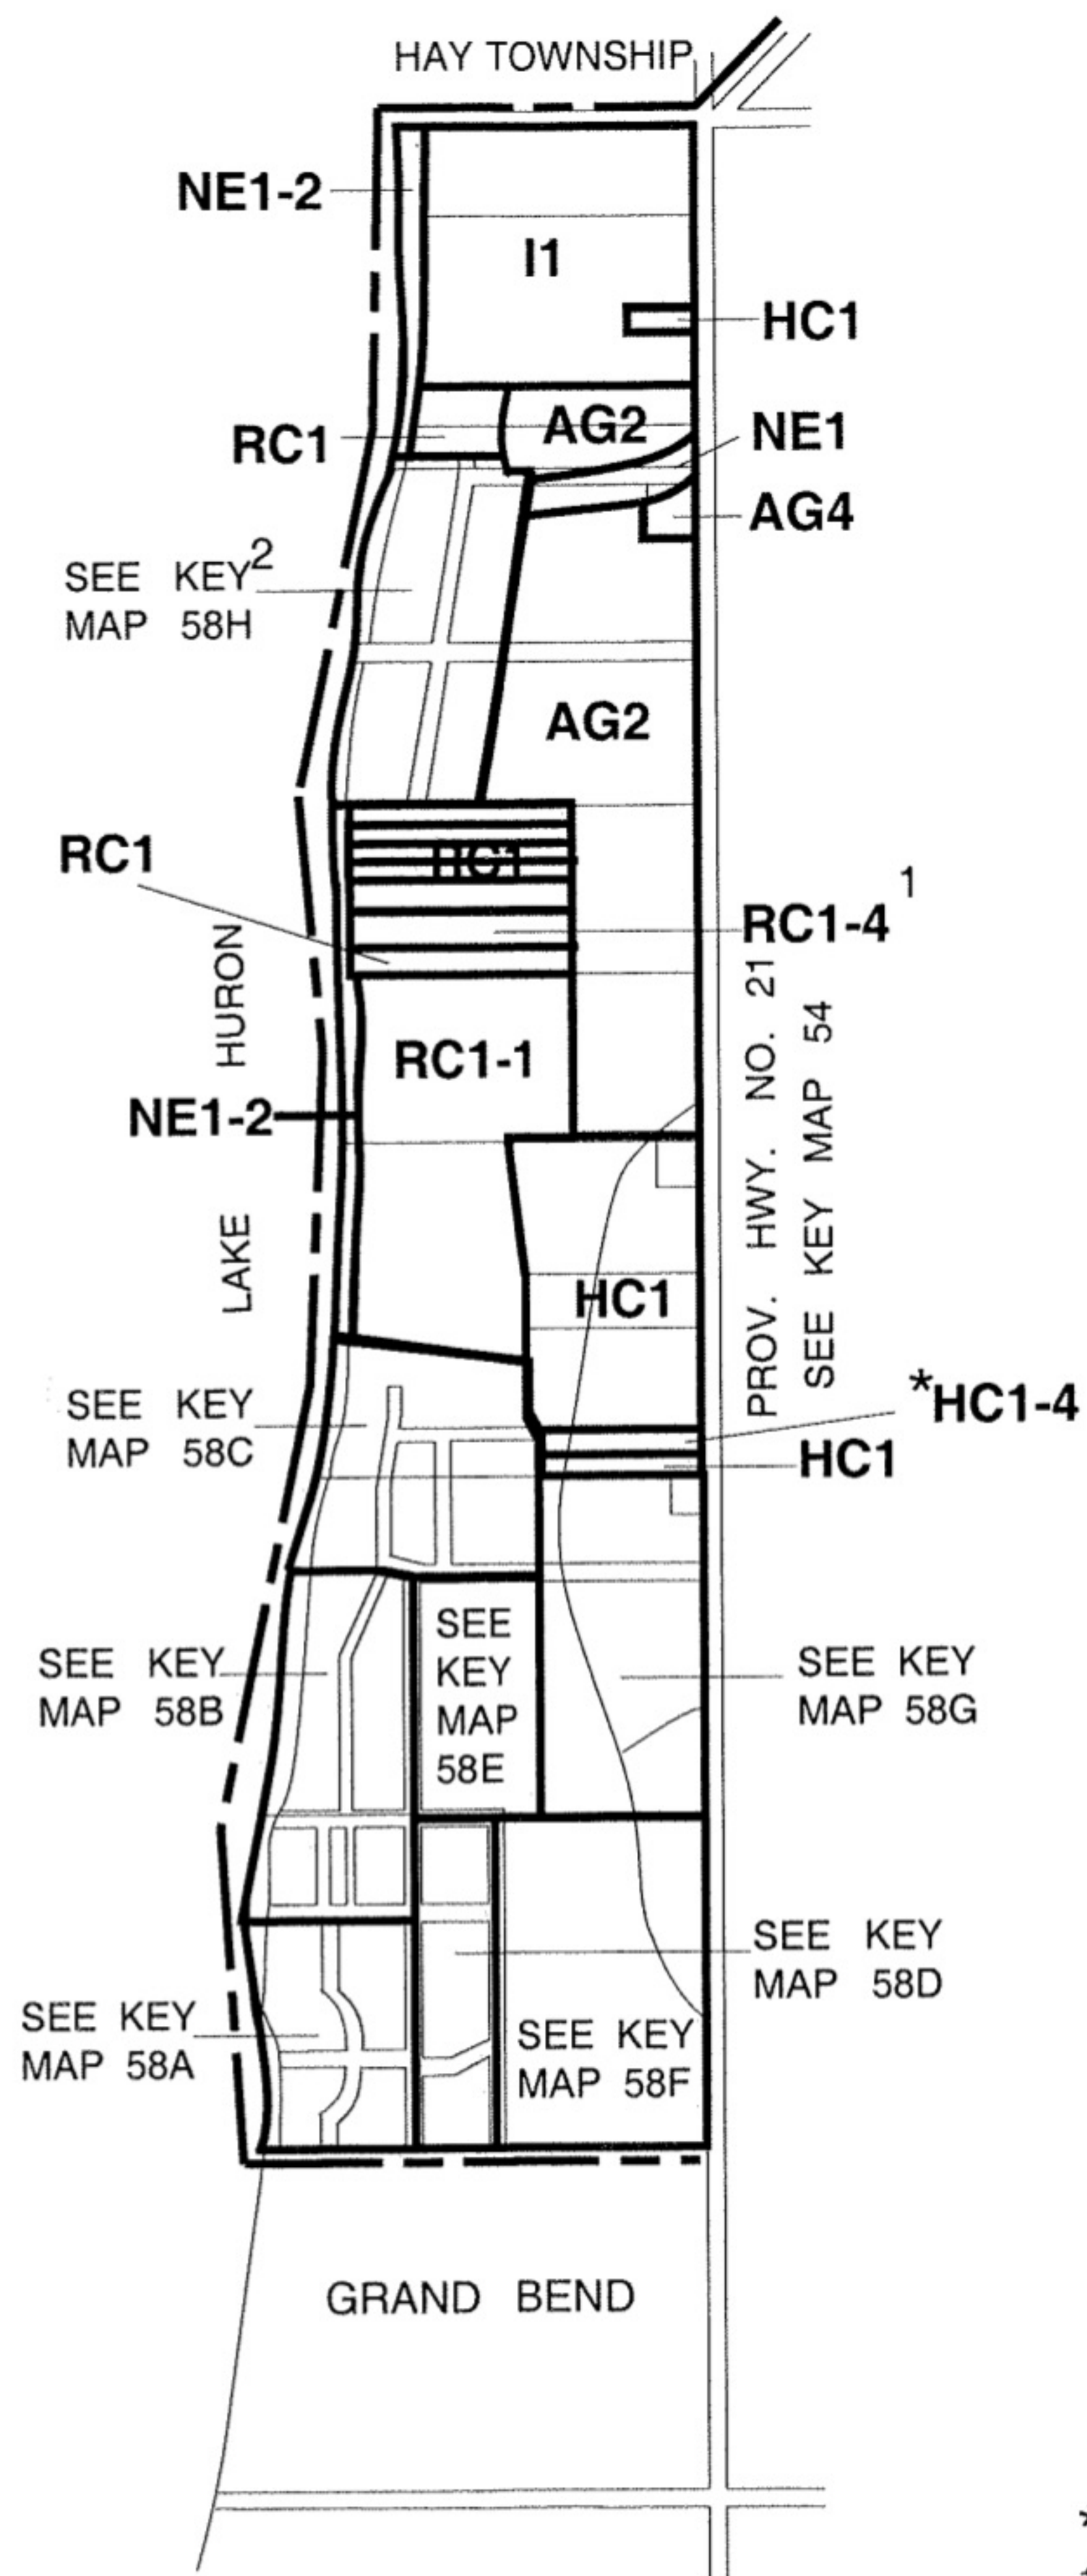 HAY TOWNSHIP
NE1-2
I1
HC1
RC1
AG2
NE1
AG4
SEE KEY 2
MAP 58H
AG2
RC1
RC1-4 1
HURON
RC1-1
NE1-2
LAKE
PROV. HWY. NO. 21
SEE KEY MAP 54
HC1
*HC1-4
SEE KEY
MAP 58C
HC1
SEE
KEY
MAP
58E
SEE KEY
MAP 58B
SEE KEY
MAP 58G
SEE KEY
MAP 58D
SEE KEY
MAP 58A
SEE KEY
MAP 58F
GRAND BEND
*